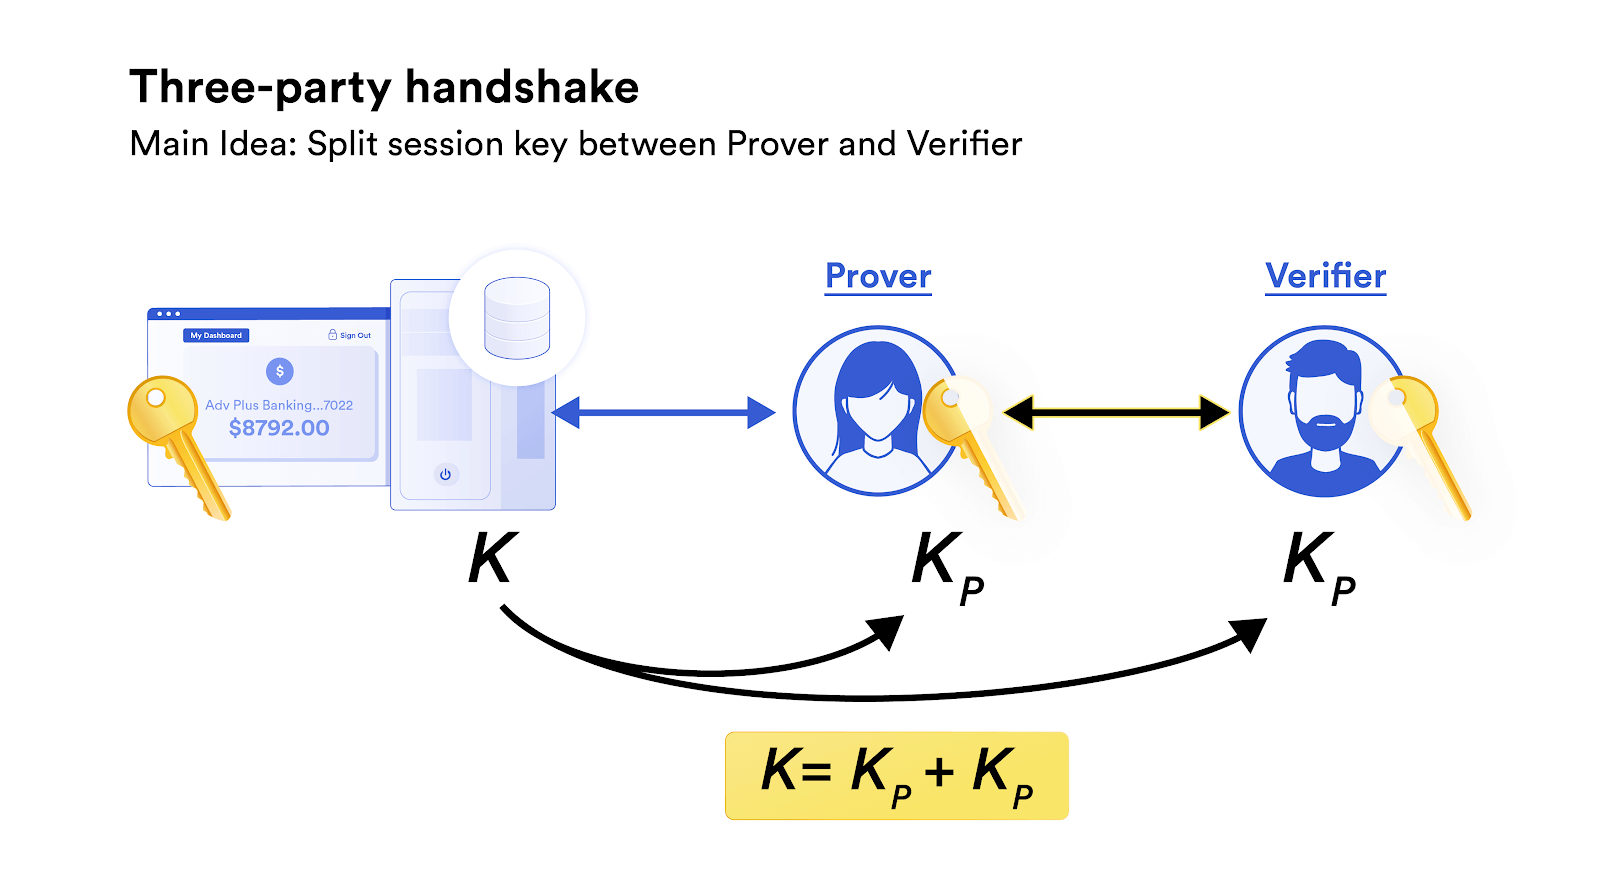 Three-party handshake
Main Idea: Split session key between Prover and Verifier
Prover
Verifier
My Dashboard
Sign Out
$
Adv Plus Banking...7022
$8792.00
K
K_P
K_P
K= K_P + K_P